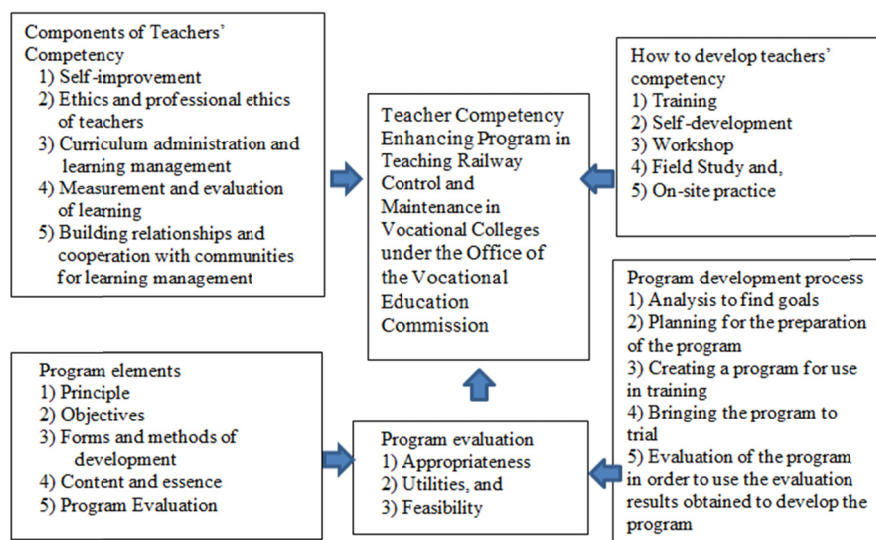 Components of Teachers’
Competency
1) Self-improvement
2) Ethics and professional ethics
of teachers
3) Curriculum administration and
learning management
4) Measurement and evaluation
of learning
5) Building relationships and
cooperation with communities
for learning management
Teacher Competency
Enhancing Program in
Teaching Railway
Control and
Maintenance in
Vocational Colleges
under the Office of
the Vocational
Education
Commission
How to develop teachers’
competency
1) Training
2) Self-development
3) Workshop
4) Field Study and,
5) On-site practice
Program elements
1) Principle
2) Objectives
3) Forms and methods of
development
4) Content and essence
5) Program Evaluation
Program evaluation
1) Appropriateness
2) Utilities, and
3) Feasibility
Program development process
1) Analysis to find goals
2) Planning for the preparation
of the program
3) Creating a program for use
in training
4) Bringing the program to
trial
5) Evaluation of the program
in order to use the evaluation
results obtained to develop the
program